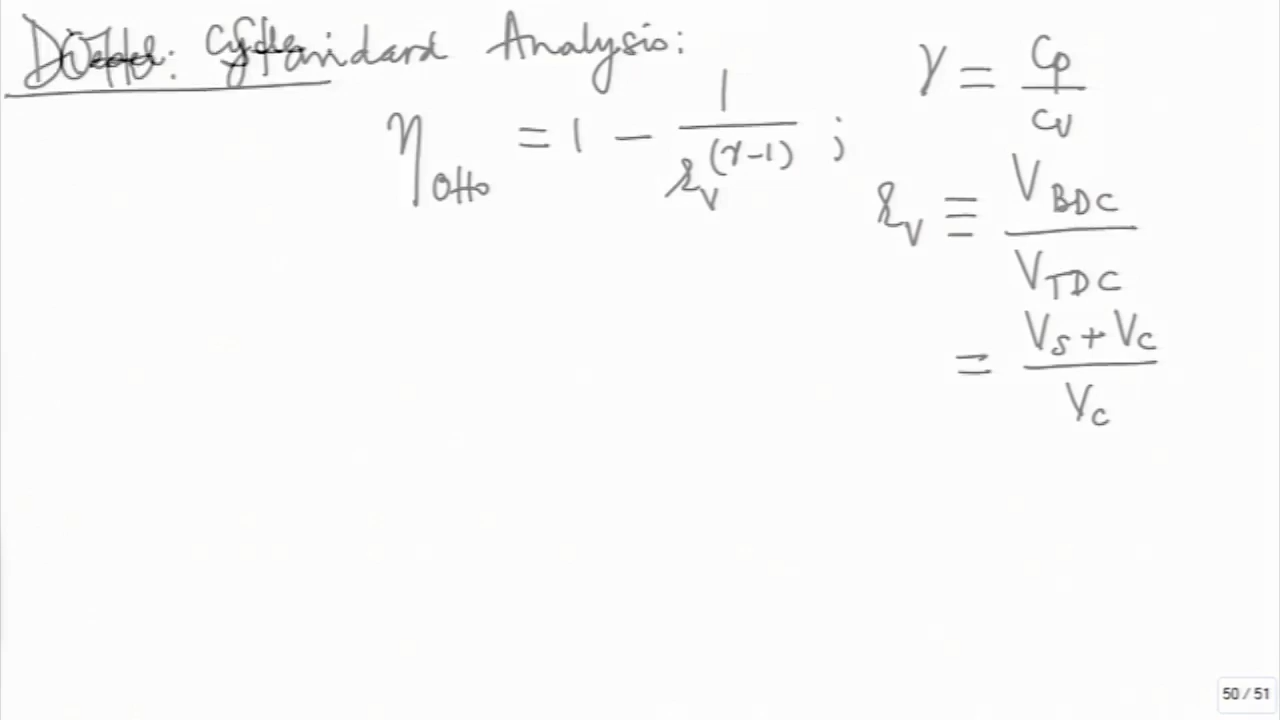 Standard Analysis:
η_Otto = 1 - 1 / r_v^(γ-1) ;
γ = Cp / Cv
r_v ≡ V_BDC / V_TDC
= V_s + V_c / V_c
50 / 51